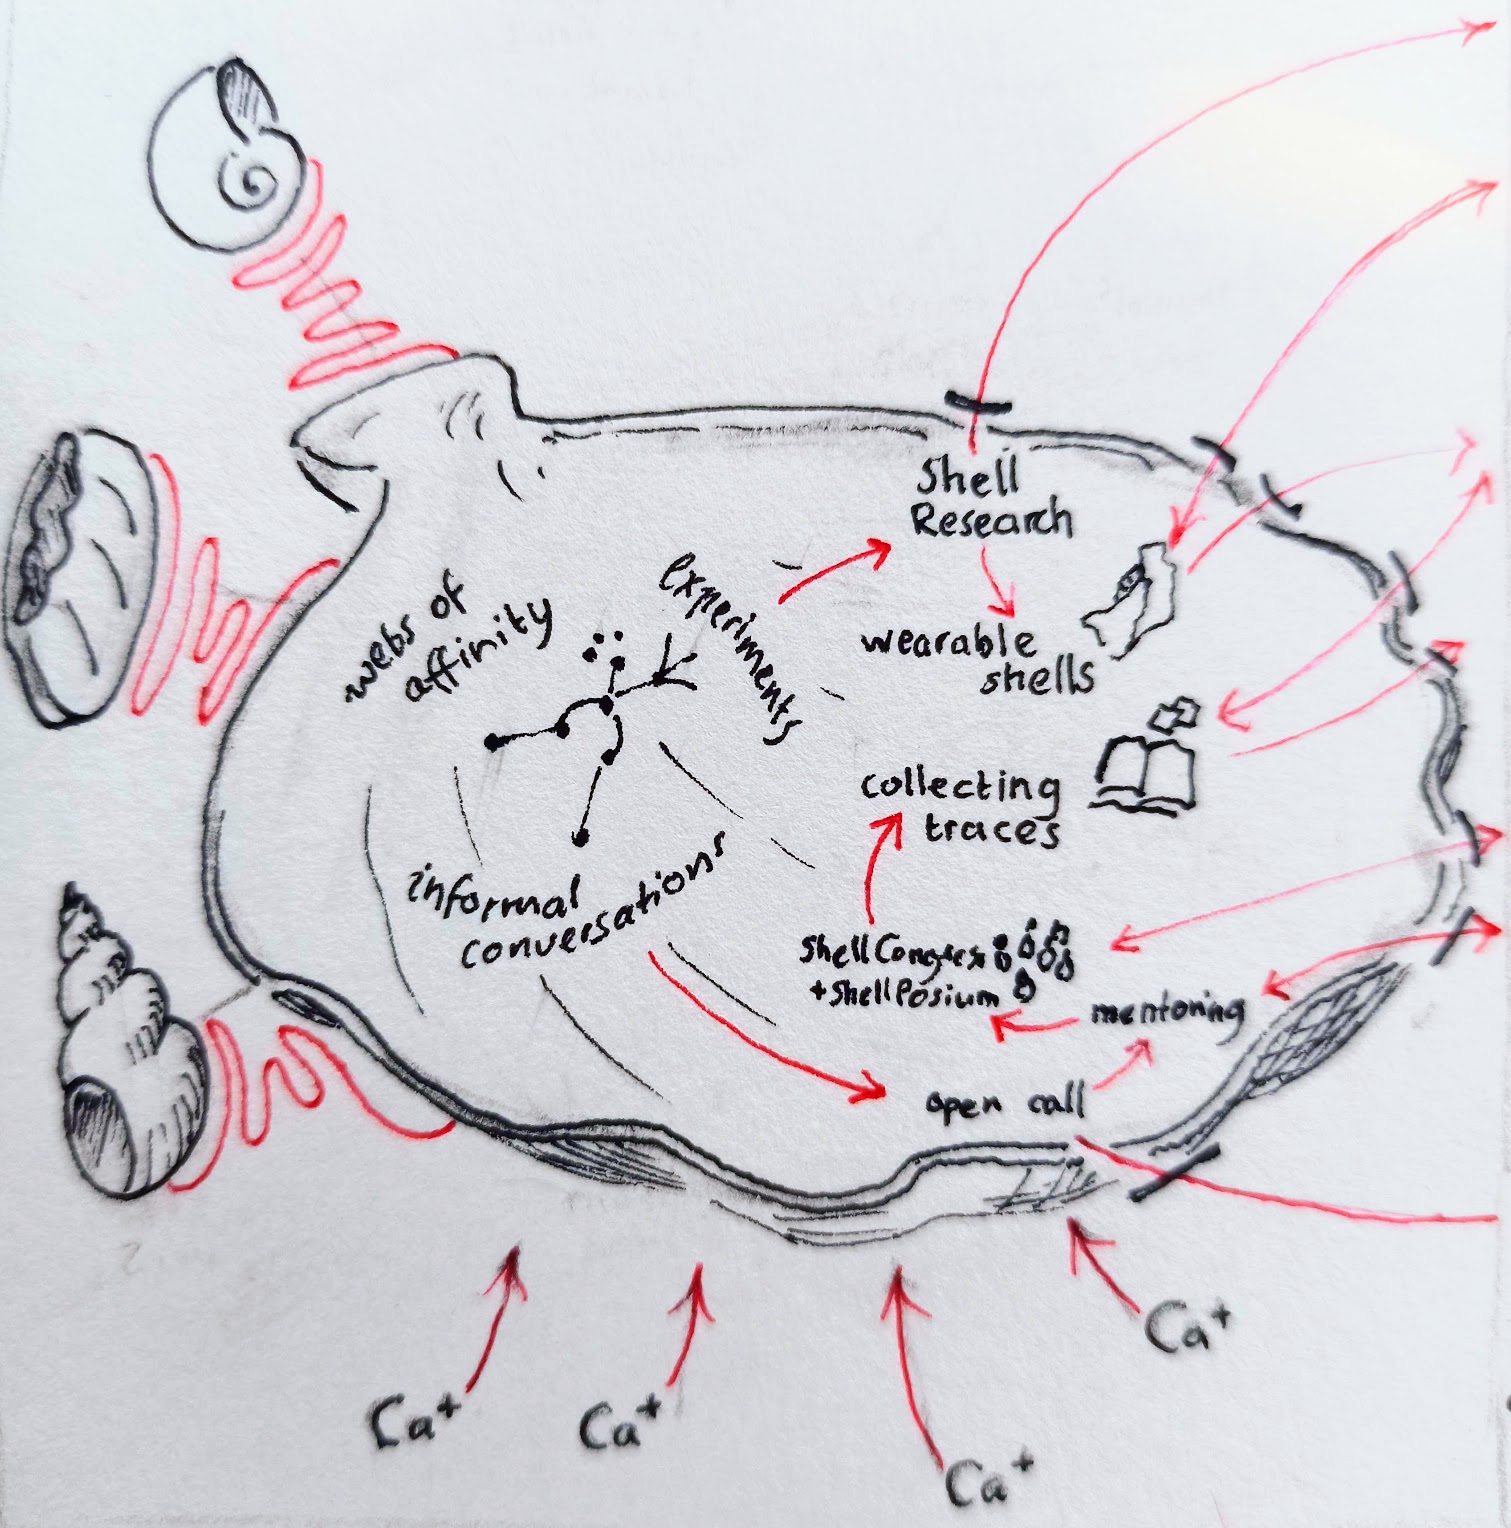 Shell
Research
webs of
affinity
experiments
wearable
shells
collecting
traces
informal
conversations
Shell Congress
+ Shell Posium
mentoring
open call
Ca⁺
Ca⁺
Ca⁺
Ca⁺